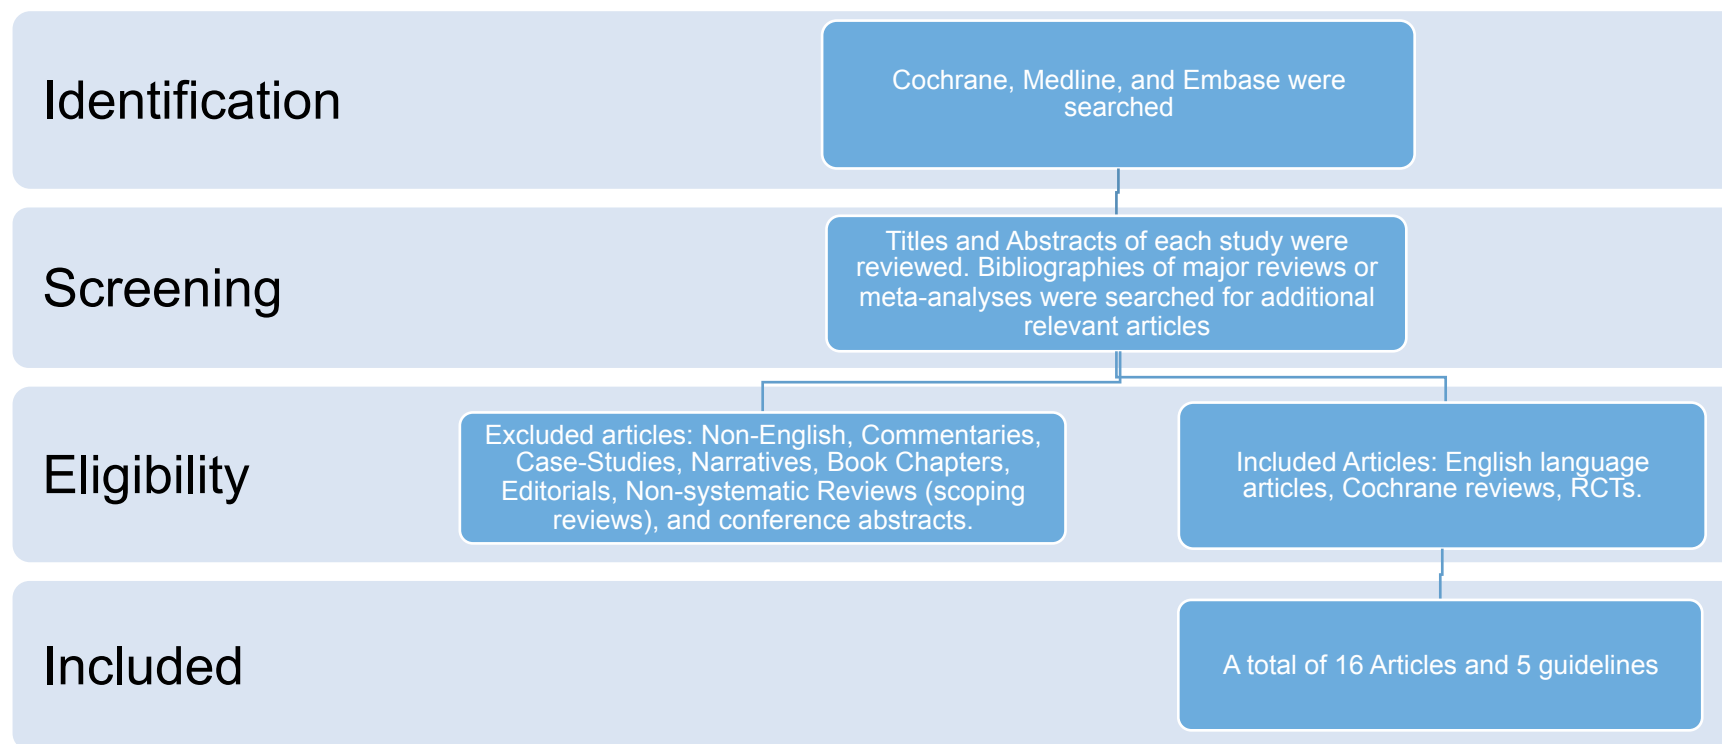 Identification
Cochrane, Medline, and Embase were
searched
Screening
Titles and Abstracts of each study were
reviewed. Bibliographies of major reviews or
meta-analyses were searched for additional
relevant articles
Eligibility
Excluded articles: Non-English, Commentaries,
Case-Studies, Narratives, Book Chapters,
Editorials, Non-systematic Reviews (scoping
reviews), and conference abstracts.
Included Articles: English language
articles, Cochrane reviews, RCTs.
Included
A total of 16 Articles and 5 guidelines